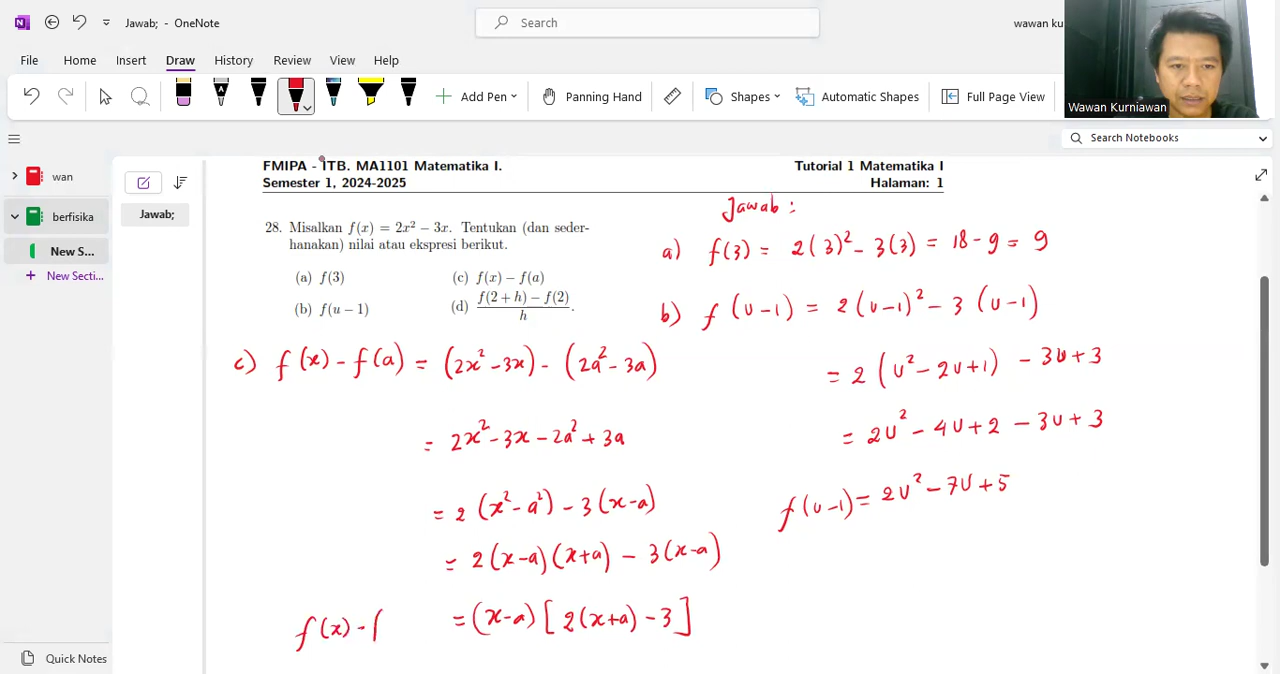 Jawab; - OneNote
Search
wawan ku
File Home Insert Draw History Review View Help
Add Pen Panning Hand Shapes Automatic Shapes Full Page View
Wawan Kurniawan
Search Notebooks
wan
berfisika
New S...
New Secti...
Jawab;
Quick Notes
FMIPA - ITB. MA1101 Matematika I. Tutorial 1 Matematika I
Semester 1, 2024-2025 Halaman: 1
28. Misalkan f(x) = 2x² − 3x. Tentukan (dan seder-
hanakan) nilai atau ekspresi berikut.
(a) f(3) (c) f(x) − f(a)
(b) f(u − 1) (d) f(2 + h) − f(2) / h.
Jawab :
a) f(3) = 2(3)² − 3(3) = 18 − 9 = 9
b) f(u−1) = 2(u−1)² − 3(u−1)
= 2(u² − 2u+1) − 3u+3
= 2u² − 4u+2 − 3u+3
f(u−1) = 2u² − 7u+5
c) f(x) − f(a) = (2x² − 3x) − (2a² − 3a)
= 2x² − 3x − 2a² + 3a
= 2(x² − a²) − 3(x−a)
= 2(x−a)(x+a) − 3(x−a)
f(x) − f = (x−a)[2(x+a) − 3]